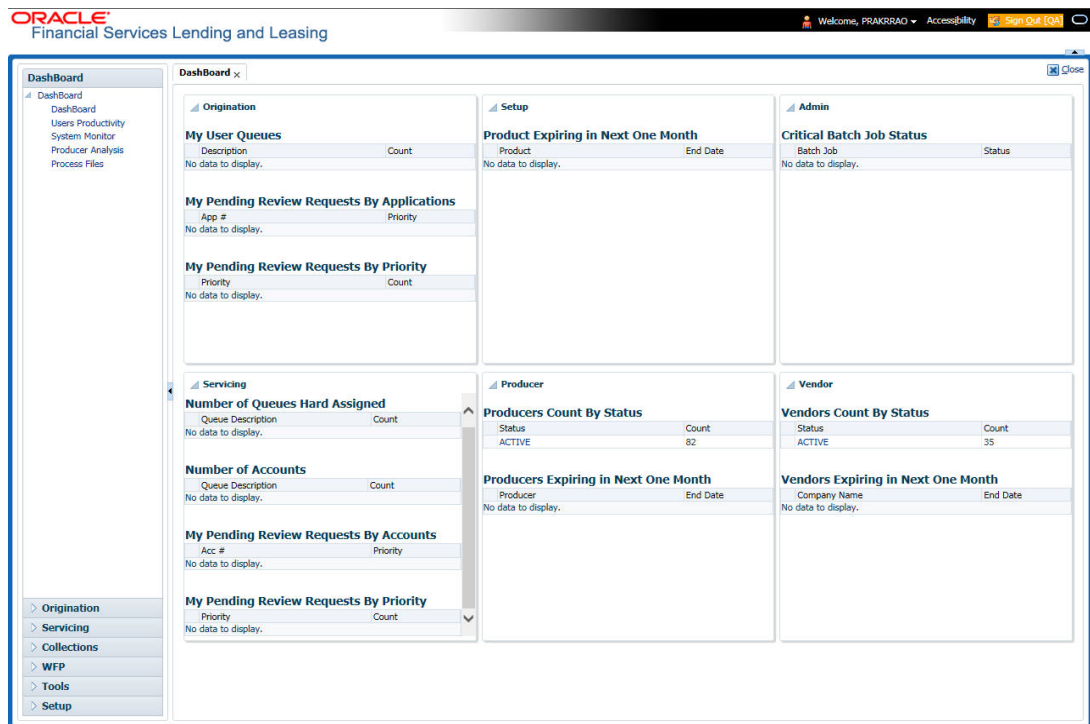 ORACLE
Financial Services Lending and Leasing
Welcome, PRAKRRAO
Accessibility
Sign Out [QA]
DashBoard
DashBoard
DashBoard
Users Productivity
System Monitor
Producer Analysis
Process Files
Origination
Servicing
Collections
WFP
Tools
Setup
DashBoard
Close
Origination
My User Queues
Description Count
No data to display.
My Pending Review Requests By Applications
App # Priority
No data to display.
My Pending Review Requests By Priority
Priority Count
No data to display.
Setup
Product Expiring in Next One Month
Product End Date
No data to display.
Admin
Critical Batch Job Status
Batch Job Status
No data to display.
Servicing
Number of Queues Hard Assigned
Queue Description Count
No data to display.
Number of Accounts
Queue Description Count
No data to display.
My Pending Review Requests By Accounts
Acc # Priority
No data to display.
My Pending Review Requests By Priority
Priority Count
No data to display.
Producer
Producers Count By Status
Status Count
ACTIVE 82
Producers Expiring in Next One Month
Producer End Date
No data to display.
Vendor
Vendors Count By Status
Status Count
ACTIVE 35
Vendors Expiring in Next One Month
Company Name End Date
No data to display.